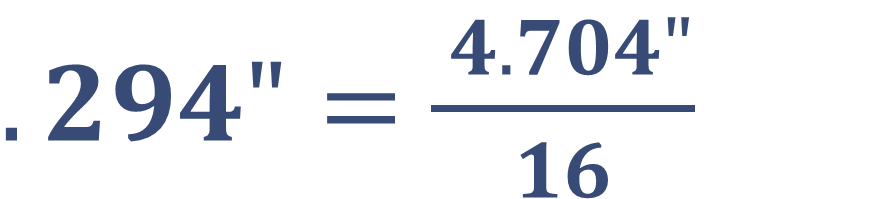 .294" = 4.704"
16